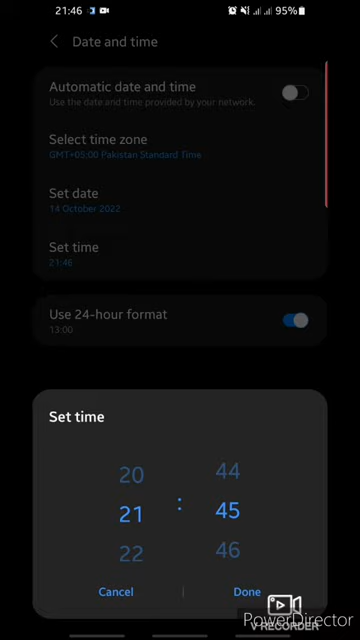 21:46
95%
Date and time
Automatic date and time
Use the date and time provided by your network.
Select time zone
GMT+05:00 Pakistan Standard Time
Set date
14 October 2022
Set time
21:46
Use 24-hour format
13:00
Set time
20 44
21 : 45
22 46
Cancel Done
V RECORDER
PowerDirector